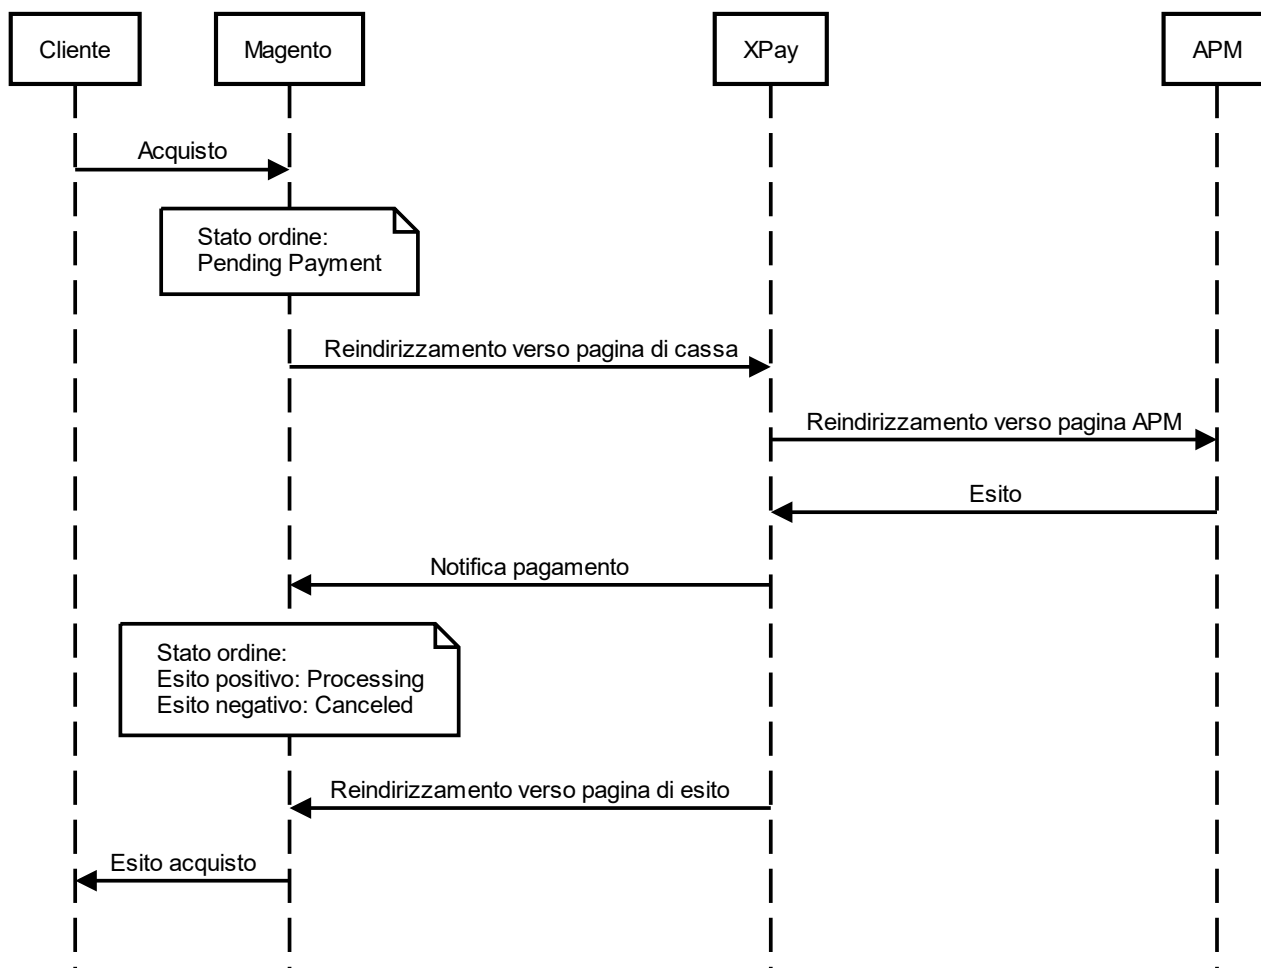 Cliente
Magento
XPay
APM
Acquisto
Stato ordine:
Pending Payment
Reindirizzamento verso pagina di cassa
Reindirizzamento verso pagina APM
Esito
Notifica pagamento
Stato ordine:
Esito positivo: Processing
Esito negativo: Canceled
Reindirizzamento verso pagina di esito
Esito acquisto